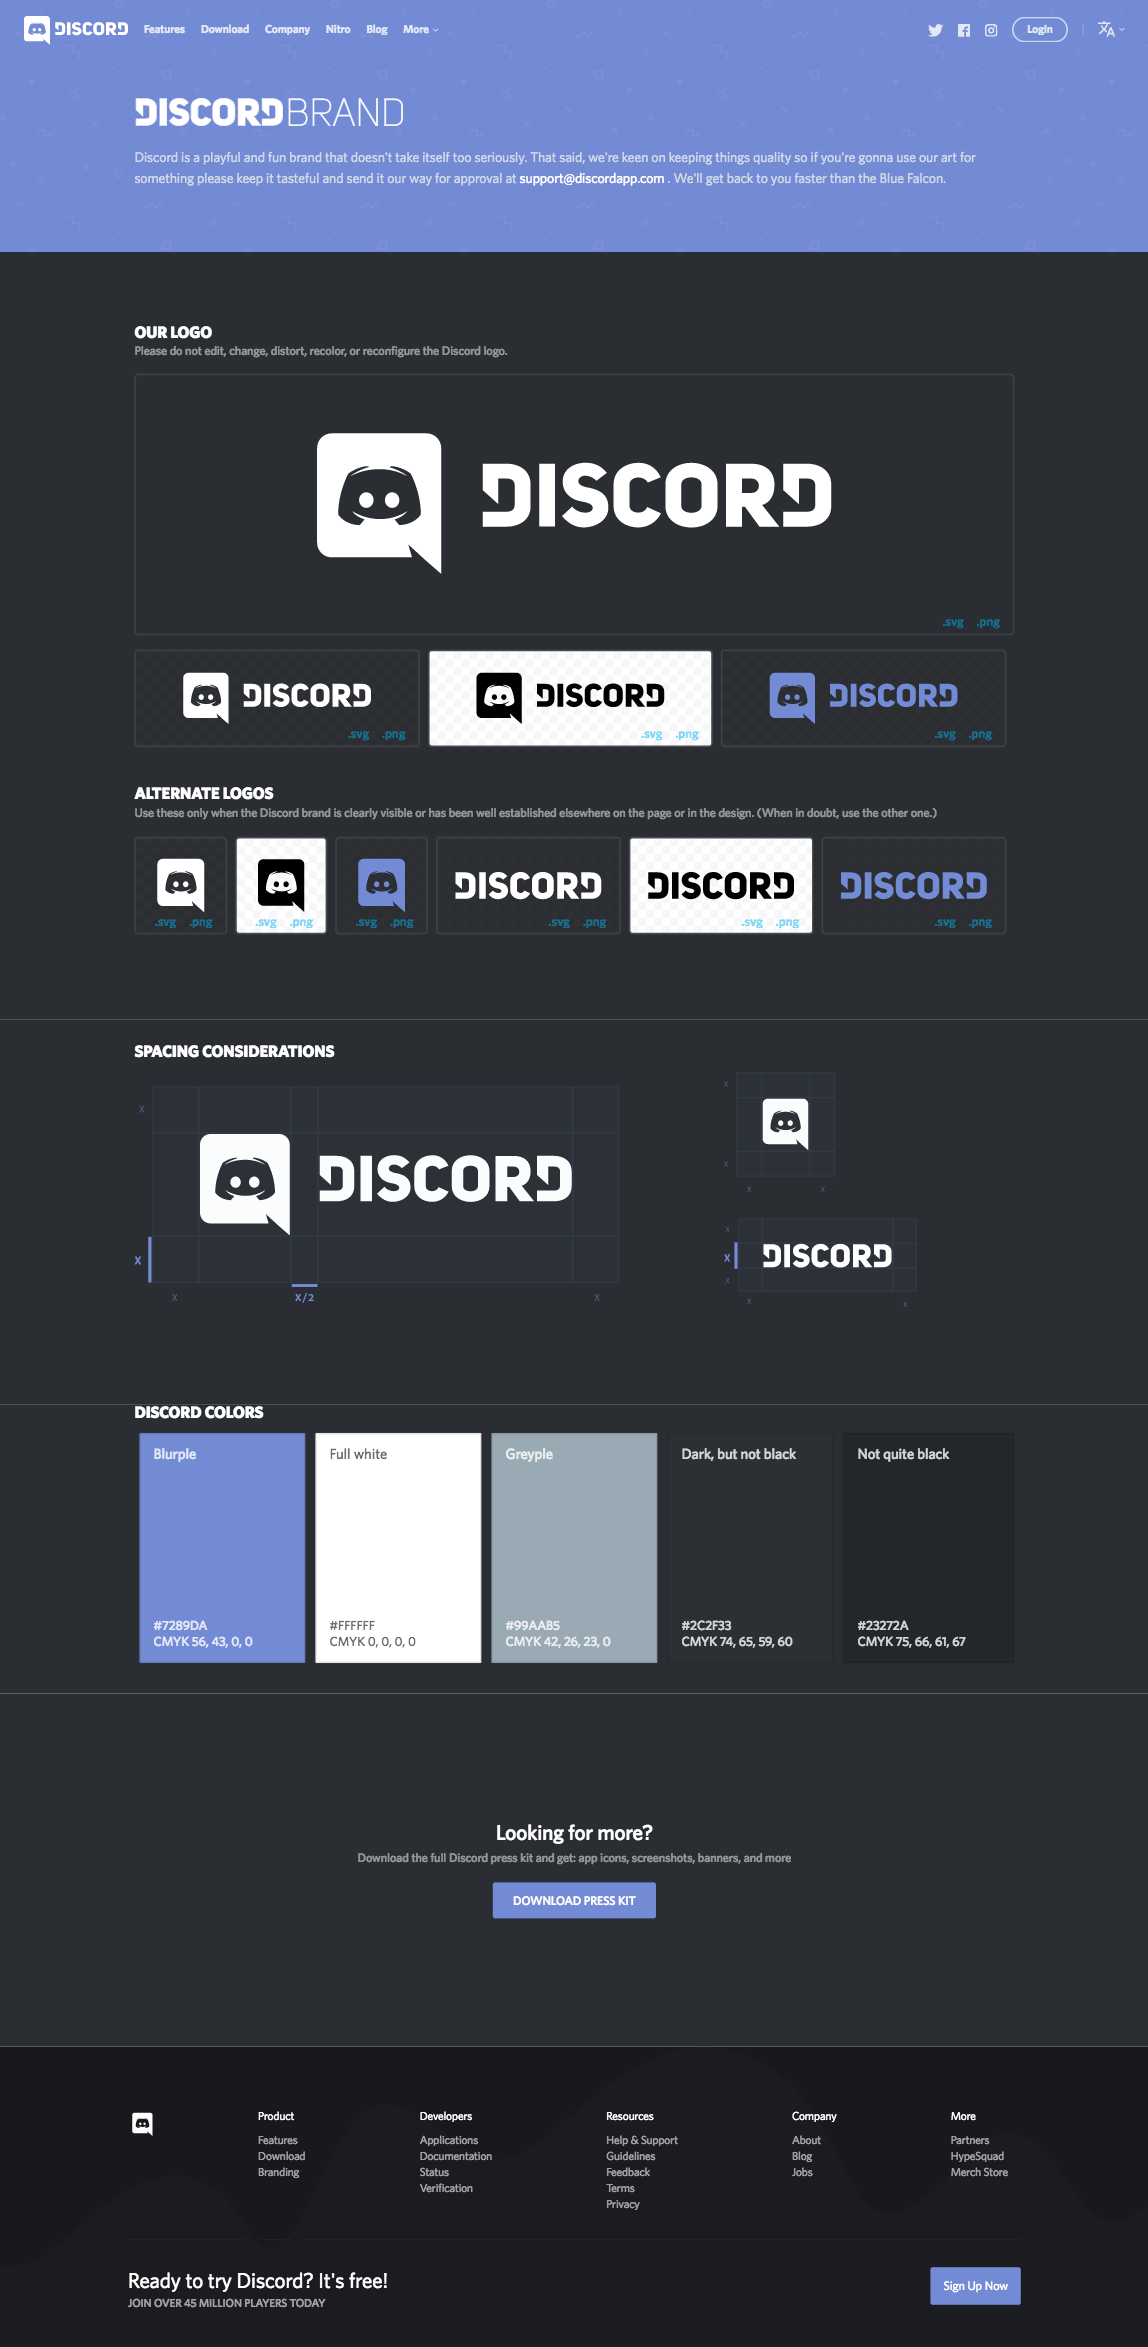 DISCORD Features Download Company Nitro Blog More Login
DISCORDBRAND
Discord is a playful and fun brand that doesn't take itself too seriously. That said, we're keen on keeping things quality so if you're gonna use our art for
something please keep it tasteful and send it our way for approval at support@discordapp.com . We'll get back to you faster than the Blue Falcon.
OUR LOGO
Please do not edit, change, distort, recolor, or reconfigure the Discord logo.
DISCORD
.svg .png
DISCORD DISCORD DISCORD
.svg .png .svg .png .svg .png
ALTERNATE LOGOS
Use these only when the Discord brand is clearly visible or has been well established elsewhere on the page or in the design. (When in doubt, use the other one.)
DISCORD DISCORD DISCORD
.svg .png .svg .png .svg .png .svg .png .svg .png .svg .png
SPACING CONSIDERATIONS
X
DISCORD
X
X X/2 X
X
X
X X
X
X DISCORD
X
X X
DISCORD COLORS
Blurple Full white Greyple Dark, but not black Not quite black
#7289DA #FFFFFF #99AAB5 #2C2F33 #23272A
CMYK 56, 43, 0, 0 CMYK 0, 0, 0, 0 CMYK 42, 26, 23, 0 CMYK 74, 65, 59, 60 CMYK 75, 66, 61, 67
Looking for more?
Download the full Discord press kit and get: app icons, screenshots, banners, and more
DOWNLOAD PRESS KIT
Product Developers Resources Company More
Features Applications Help & Support About Partners
Download Documentation Guidelines Blog HypeSquad
Branding Status Feedback Jobs Merch Store
Verification Terms
Privacy
Ready to try Discord? It's free!
JOIN OVER 45 MILLION PLAYERS TODAY
Sign Up Now